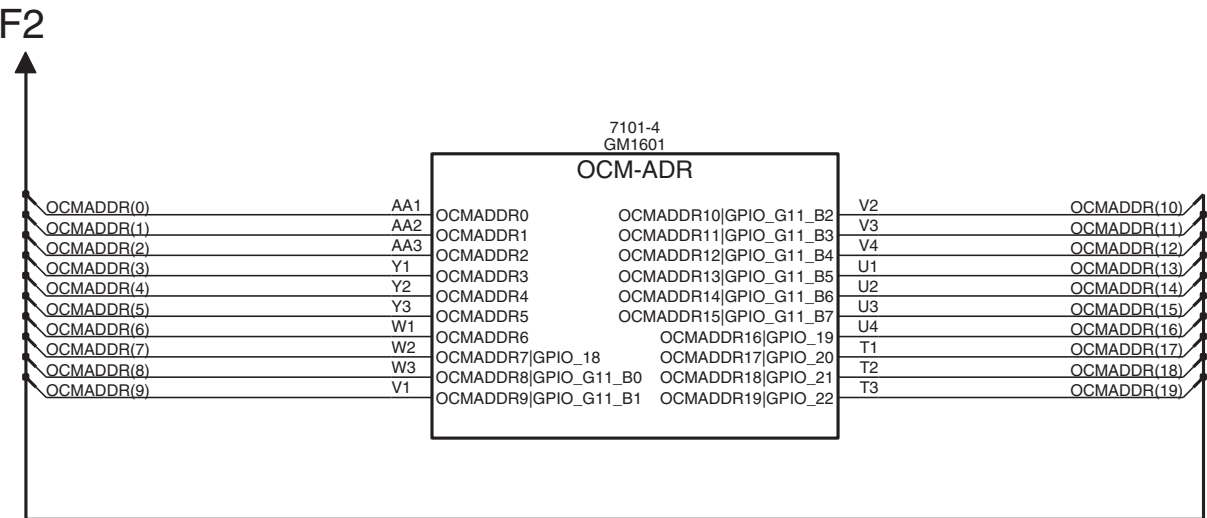 F2
7101-4
GM1601
OCM-ADR
OCMADDR(0) AA1 OCMADDR0 OCMADDR10|GPIO_G11_B2 V2 OCMADDR(10)
OCMADDR(1) AA2 OCMADDR1 OCMADDR11|GPIO_G11_B3 V3 OCMADDR(11)
OCMADDR(2) AA3 OCMADDR2 OCMADDR12|GPIO_G11_B4 V4 OCMADDR(12)
OCMADDR(3) Y1 OCMADDR3 OCMADDR13|GPIO_G11_B5 U1 OCMADDR(13)
OCMADDR(4) Y2 OCMADDR4 OCMADDR14|GPIO_G11_B6 U2 OCMADDR(14)
OCMADDR(5) Y3 OCMADDR5 OCMADDR15|GPIO_G11_B7 U3 OCMADDR(15)
OCMADDR(6) W1 OCMADDR6 OCMADDR16|GPIO_19 U4 OCMADDR(16)
OCMADDR(7) W2 OCMADDR7|GPIO_18 OCMADDR17|GPIO_20 T1 OCMADDR(17)
OCMADDR(8) W3 OCMADDR8|GPIO_G11_B0 OCMADDR18|GPIO_21 T2 OCMADDR(18)
OCMADDR(9) V1 OCMADDR9|GPIO_G11_B1 OCMADDR19|GPIO_22 T3 OCMADDR(19)